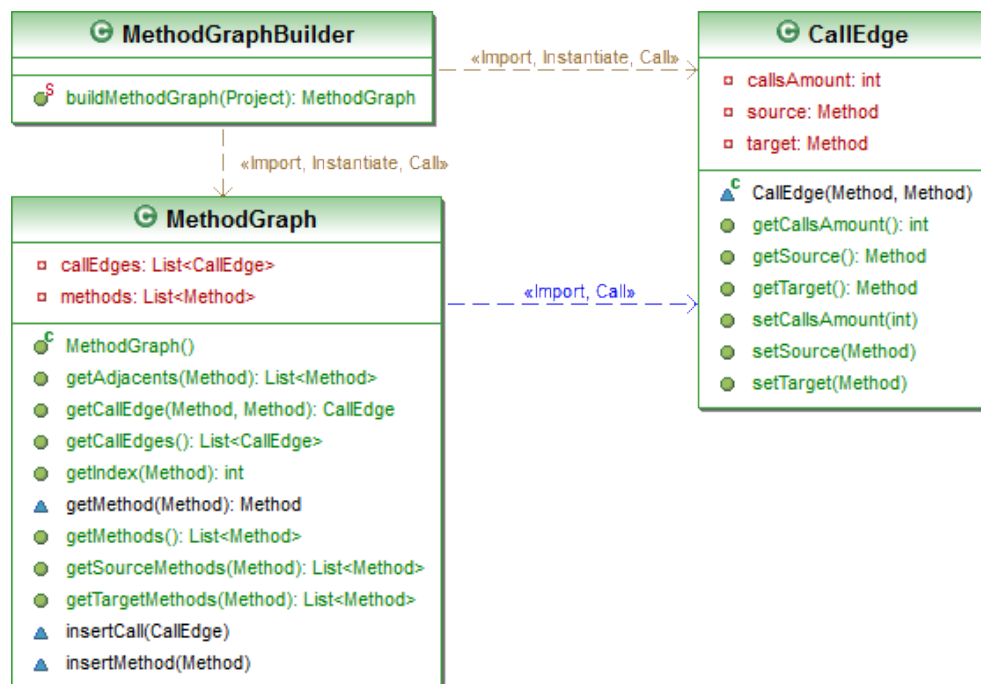 MethodGraphBuilder
buildMethodGraph(Project): MethodGraph
«Import, Instantiate, Call»
«Import, Instantiate, Call»
CallEdge
callsAmount: int
source: Method
target: Method
CallEdge(Method, Method)
getCallsAmount(): int
getSource(): Method
getTarget(): Method
setCallsAmount(int)
setSource(Method)
setTarget(Method)
MethodGraph
callEdges: List<CallEdge>
methods: List<Method>
MethodGraph()
getAdjacents(Method): List<Method>
getCallEdge(Method, Method): CallEdge
getCallEdges(): List<CallEdge>
getIndex(Method): int
getMethod(Method): Method
getMethods(): List<Method>
getSourceMethods(Method): List<Method>
getTargetMethods(Method): List<Method>
insertCall(CallEdge)
insertMethod(Method)
«Import, Call»